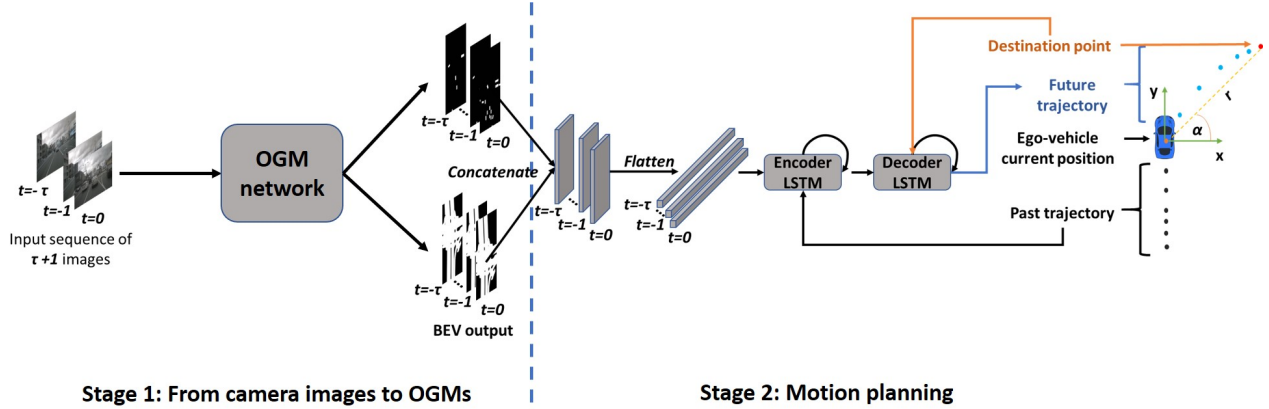 t=- τ
t=-1
t=0
Input sequence of
τ +1 images
OGM
network
t=-τ
t=-1
t=0
t=-τ
t=-1
t=0
BEV output
Concatenate
t=-τ
t=-1
t=0
Flatten
t=-τ
t=-1
t=0
Encoder
LSTM
Decoder
LSTM
Destination point
Future
trajectory
Ego-vehicle
current position
Past trajectory
y
r
α
x
Stage 1: From camera images to OGMs
Stage 2: Motion planning